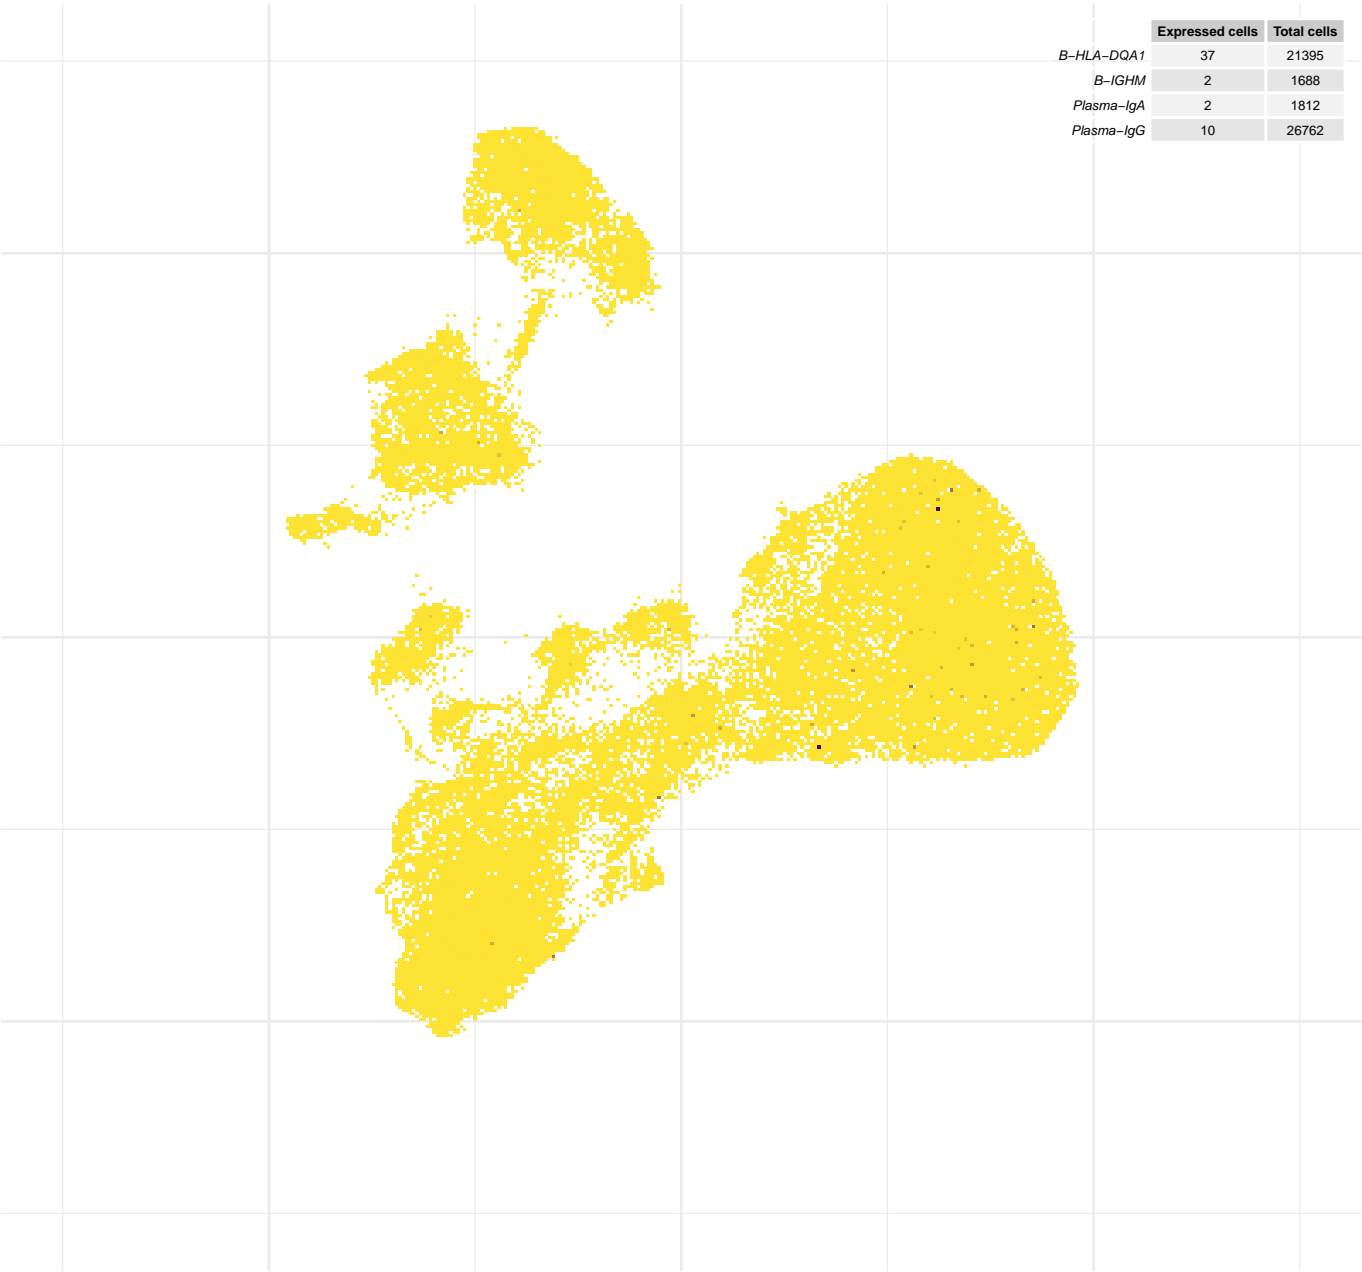 Expressed cells Total cells
B−HLA−DQA1 37 21395
B−IGHM 2 1688
Plasma−IgA 2 1812
Plasma−IgG 10 26762